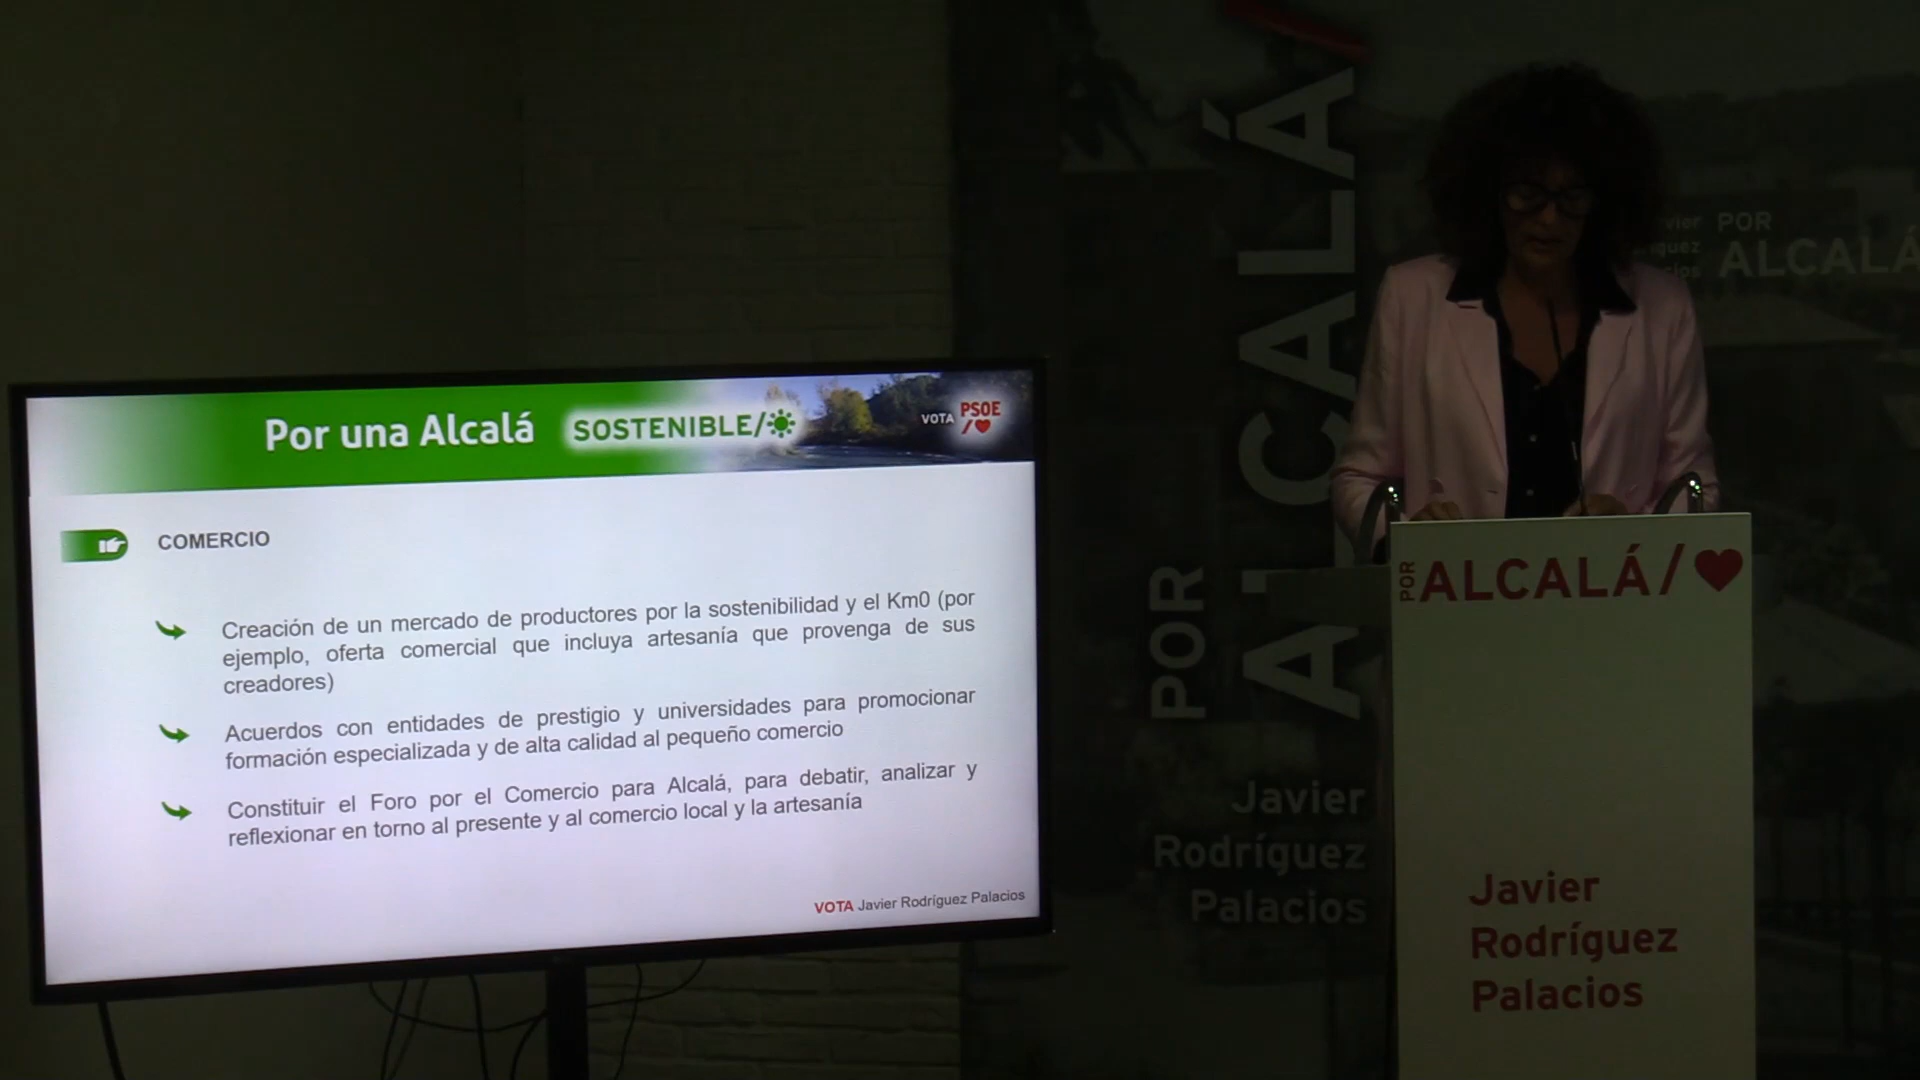 Por una Alcalá SOSTENIBLE/
VOTA PSOE
/
COMERCIO
Creación de un mercado de productores por la sostenibilidad y el Km0 (por
ejemplo, oferta comercial que incluya artesanía que provenga de sus
creadores)
Acuerdos con entidades de prestigio y universidades para promocionar
formación especializada y de alta calidad al pequeño comercio
Constituir el Foro por el Comercio para Alcalá, para debatir, analizar y
reflexionar en torno al presente y al comercio local y la artesanía
VOTA Javier Rodríguez Palacios
POR
ALCALÁ/
Javier
Rodríguez
Palacios
POR
ALCALÁ
POR ALCALÁ/
Javier
Rodríguez
Palacios